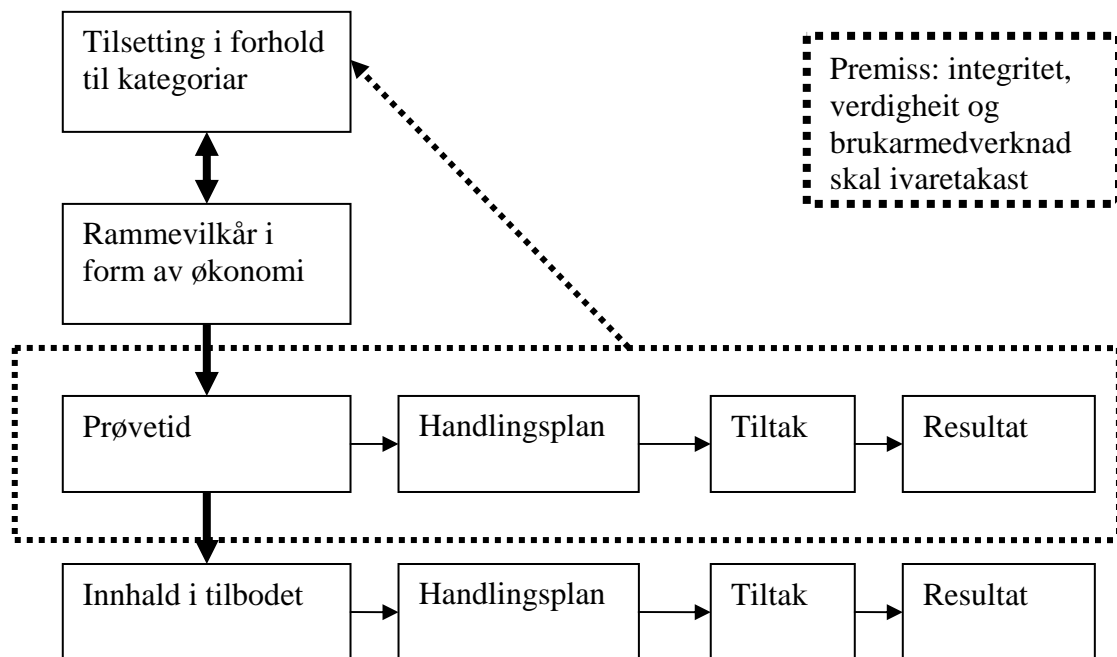 Tilsetting i forhold
til kategoriar
Premiss: integritet,
verdigheit og
brukarmedverknad
skal ivaretakast
Rammevilkår i
form av økonomi
Prøvetid
Handlingsplan
Tiltak
Resultat
Innhald i tilbodet
Handlingsplan
Tiltak
Resultat